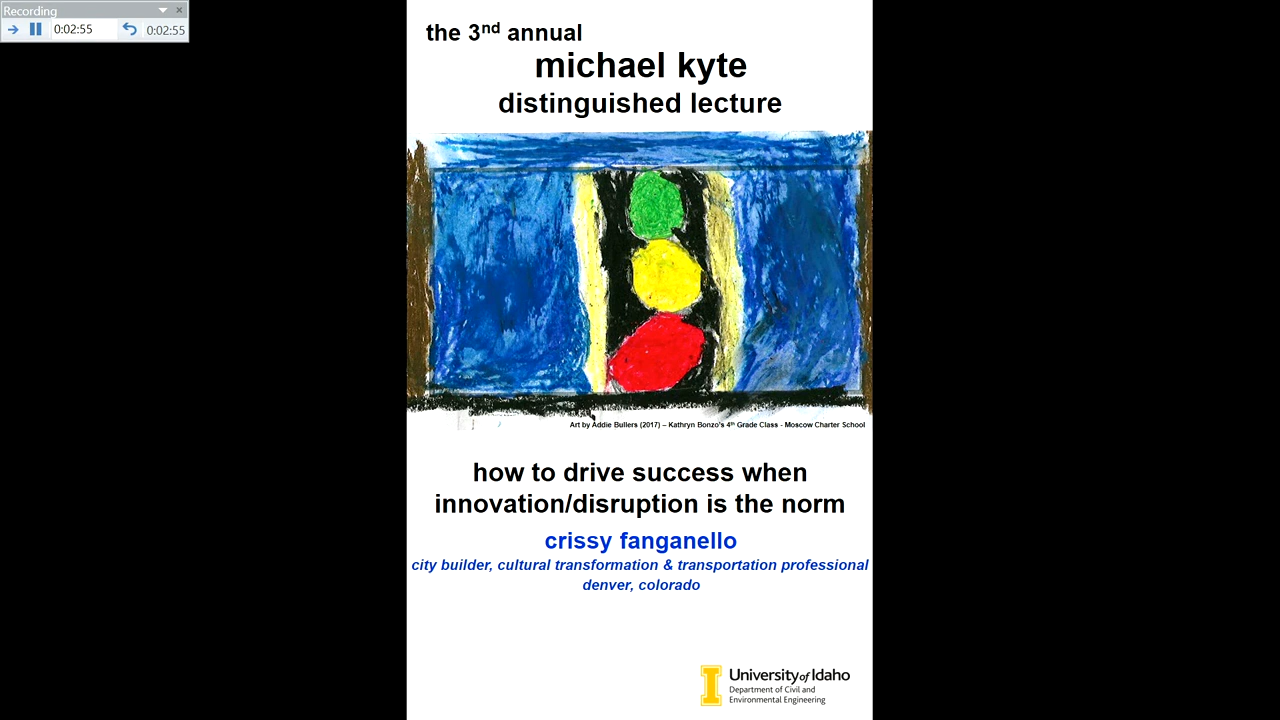 Recording
0:02:55
0:02:55
the 3nd annual
michael kyte
distinguished lecture
Art by Addie Bullers (2017) – Kathryn Bonzo's 4th Grade Class - Moscow Charter School
how to drive success when
innovation/disruption is the norm
crissy fanganello
city builder, cultural transformation & transportation professional
denver, colorado
University of Idaho
Department of Civil and
Environmental Engineering